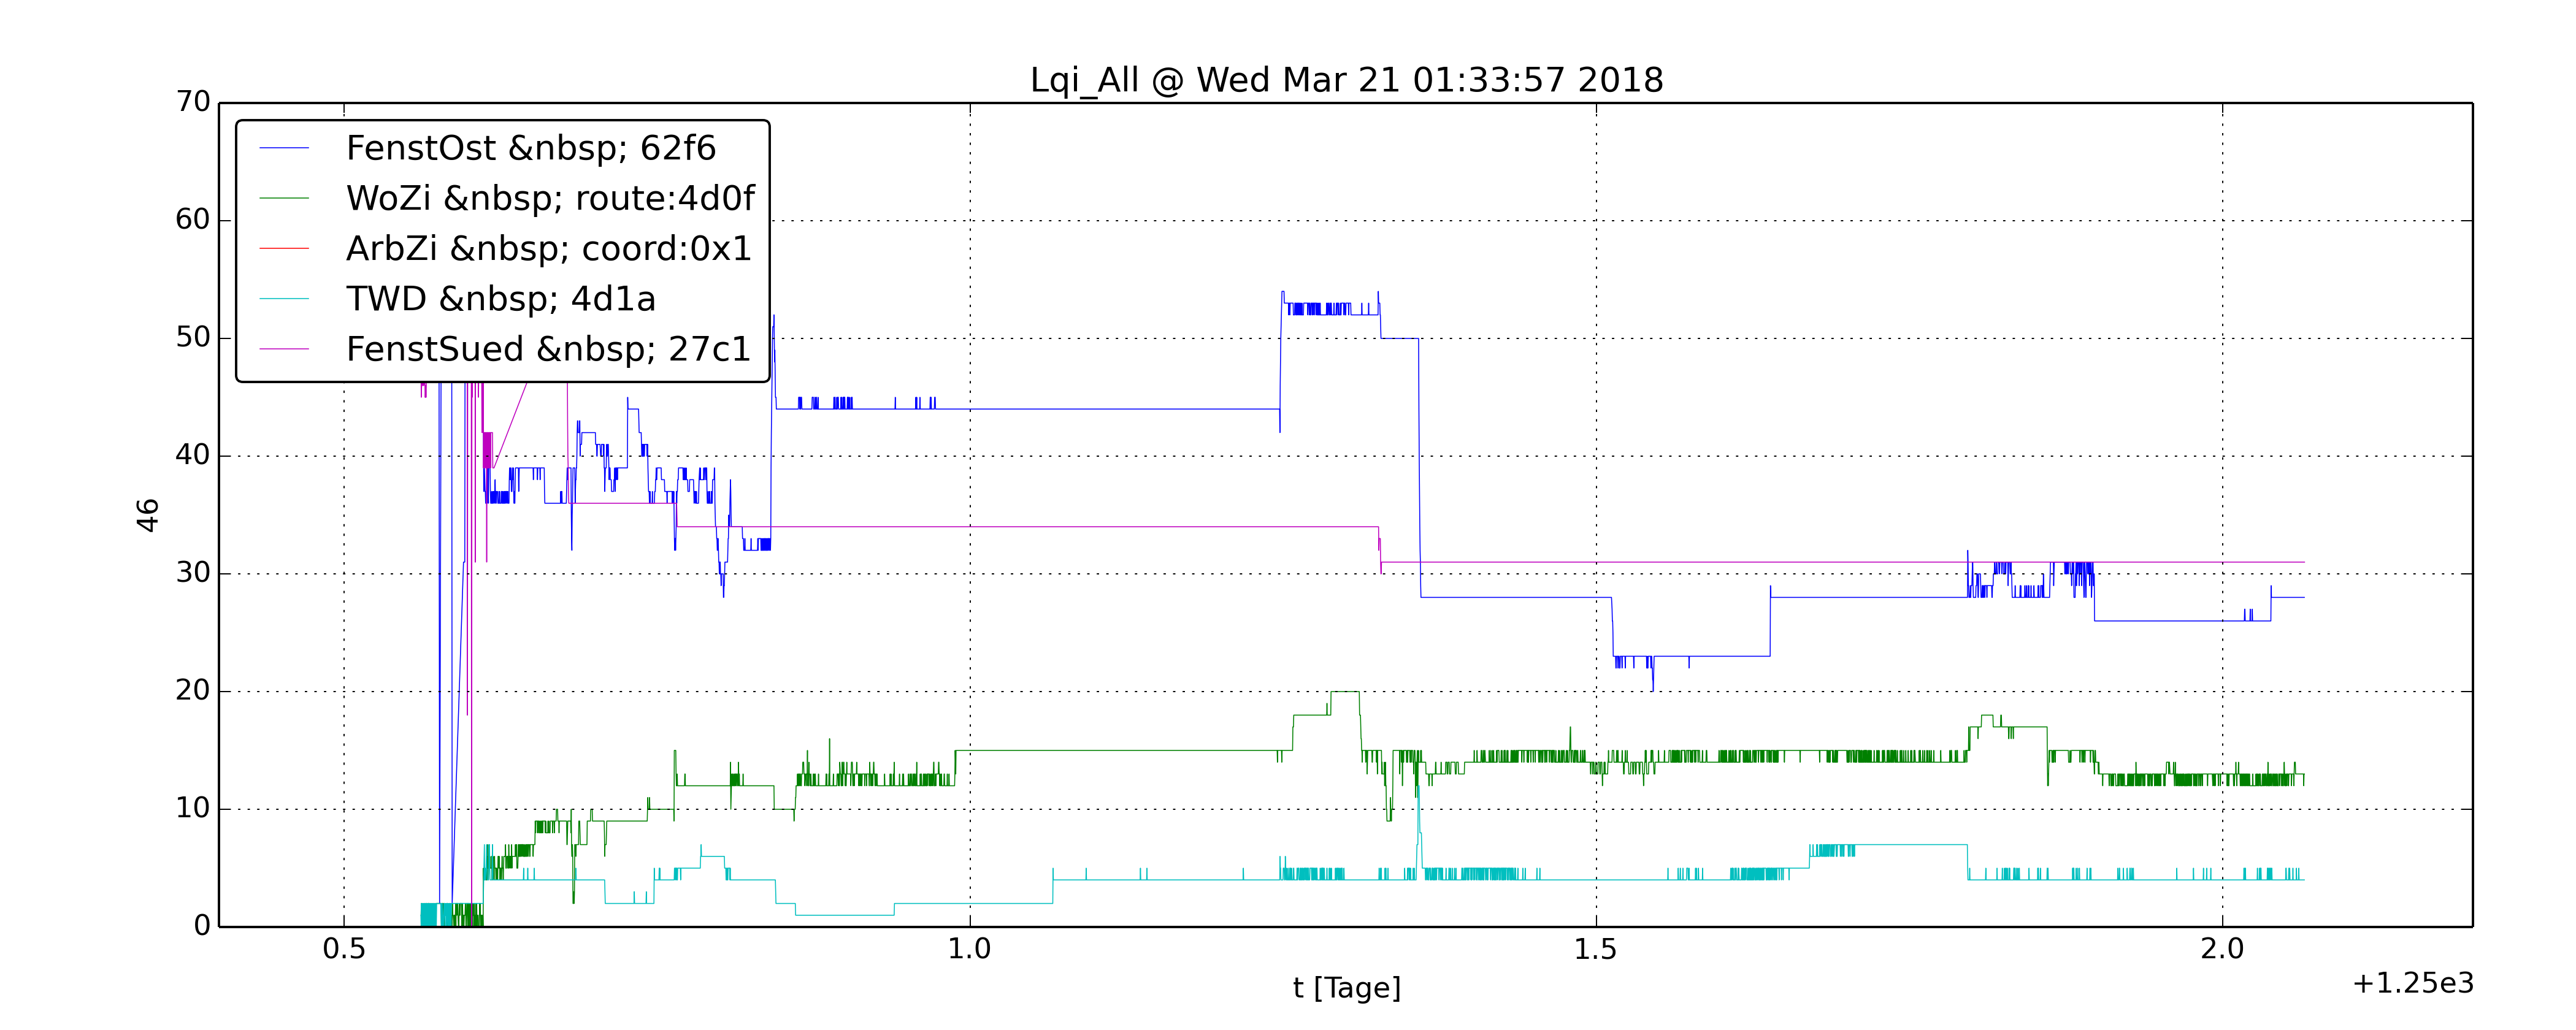 Lqi_All @ Wed Mar 21 01:33:57 2018
70
60
50
40
30
20
10
0
46
FenstOst &nbsp; 62f6
WoZi &nbsp; route:4d0f
ArbZi &nbsp; coord:0x1
TWD &nbsp; 4d1a
FenstSued &nbsp; 27c1
0.5
1.0
1.5
2.0
t [Tage]
+1.25e3